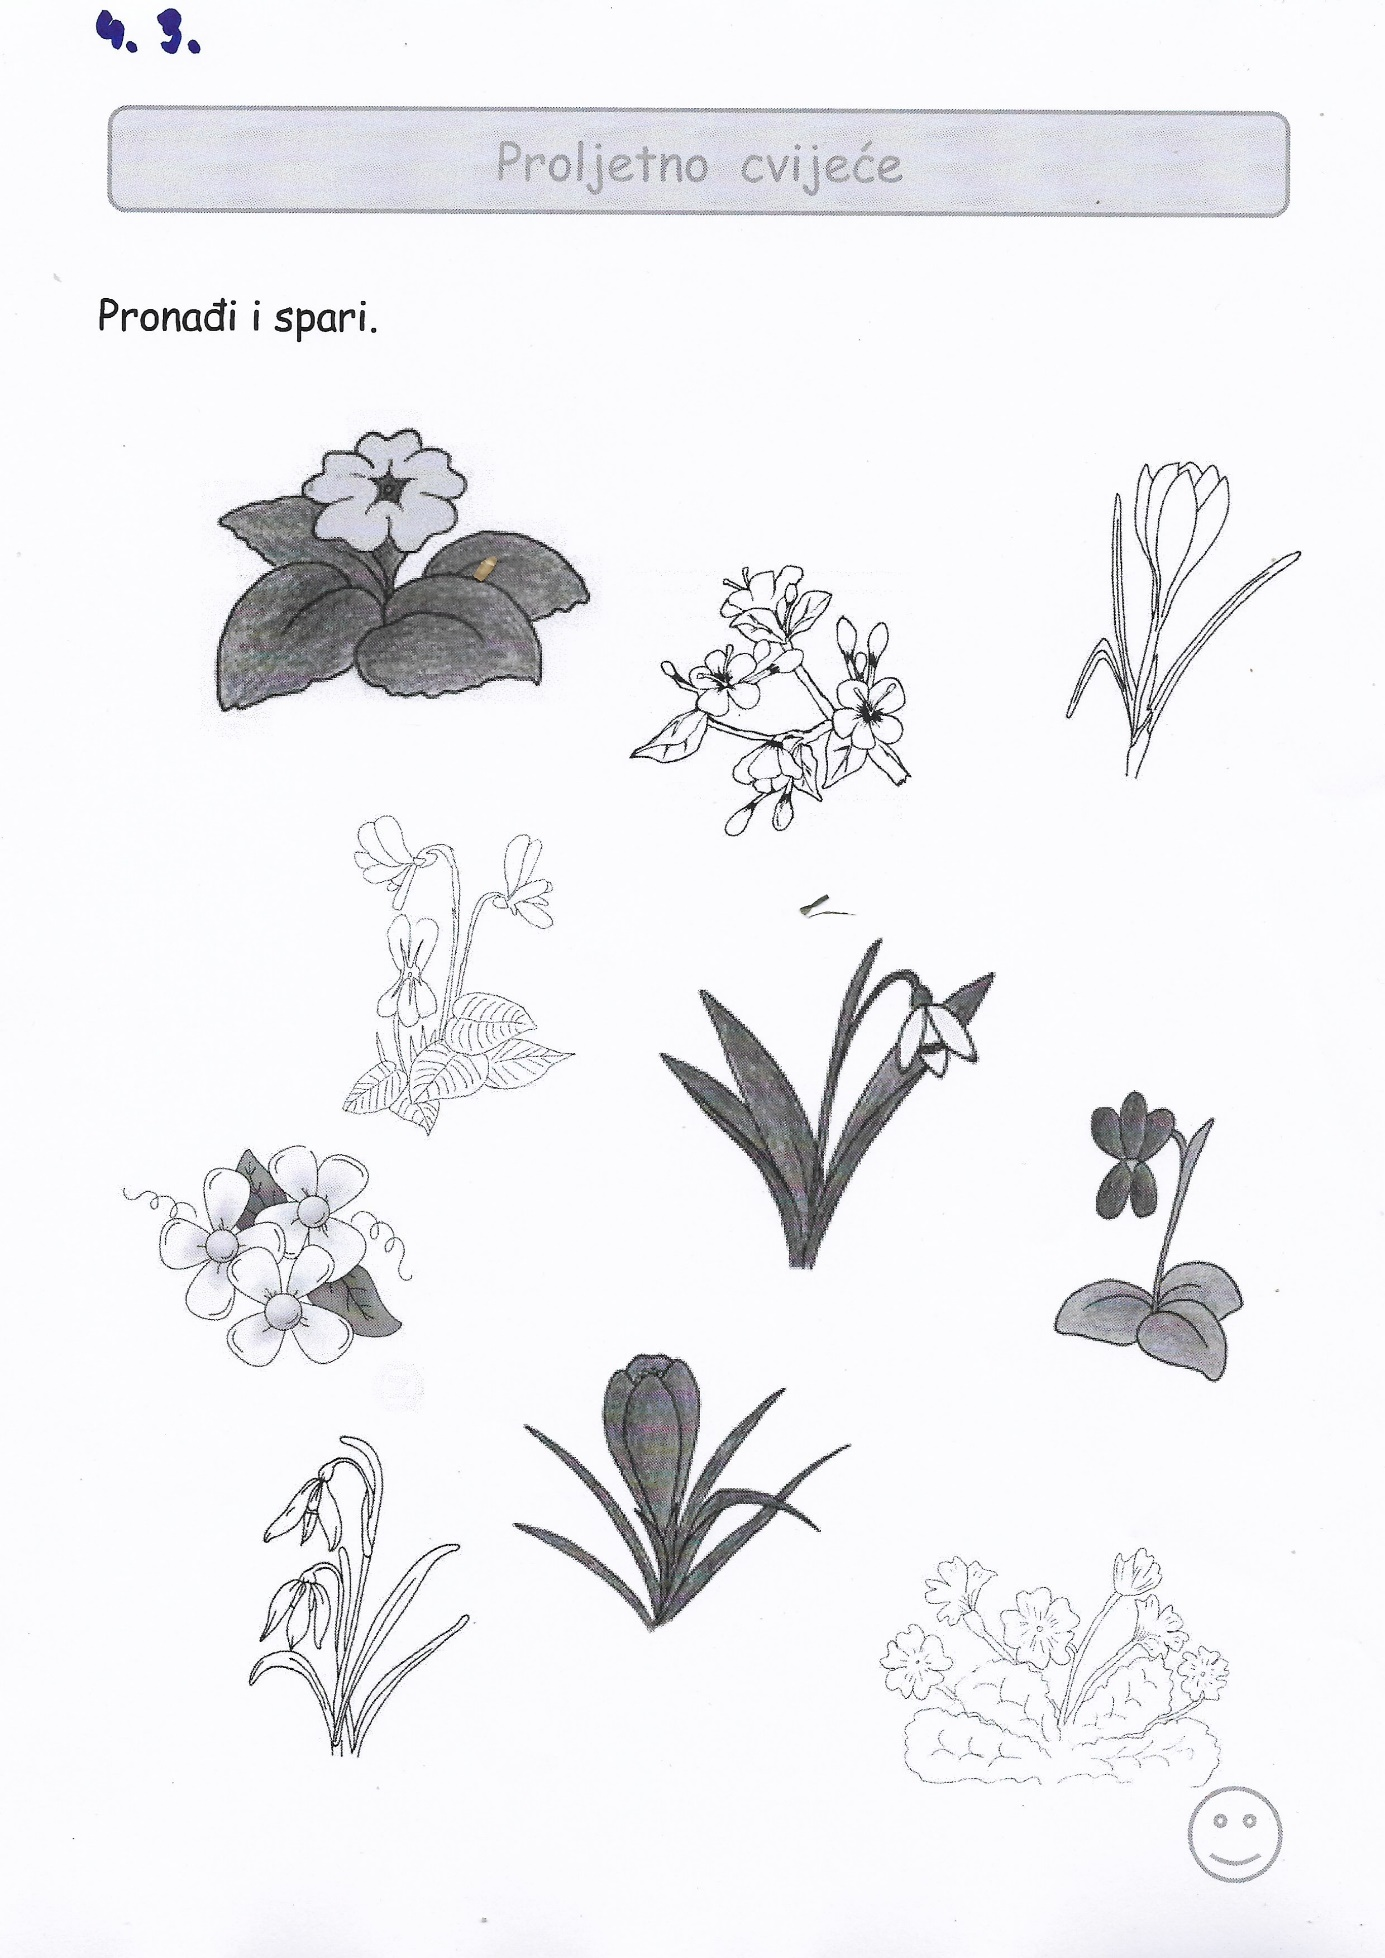 4. 3.
Proljetno cvijeće
Pronađi i spari.